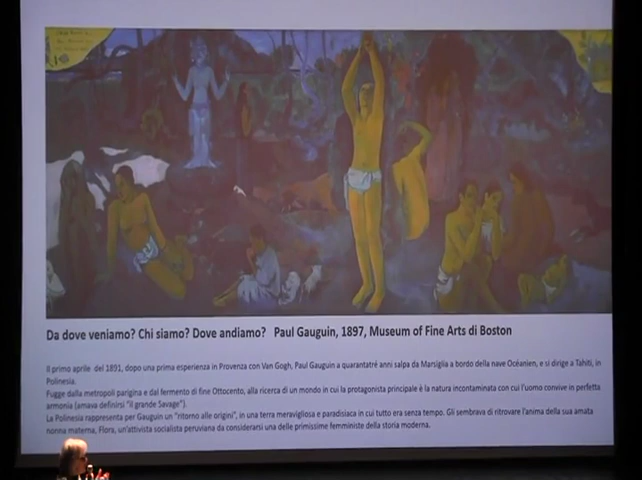 Da dove veniamo? Chi siamo? Dove andiamo? Paul Gauguin, 1897, Museum of Fine Arts di Boston
Il primo aprile del 1891, dopo una prima esperienza in Provenza con Van Gogh, Paul Gauguin a quarantatré anni salpa da Marsiglia a bordo della nave Océanien, e si dirige a Tahiti, in
Polinesia.
Fugge dalla metropoli parigina e dal fermento di fine Ottocento, alla ricerca di un mondo in cui la protagonista principale è la natura incontaminata con cui l'uomo convive in perfetta
armonia (amava definirsi "il grande Savage").
La Polinesia rappresenta per Gauguin un "ritorno alle origini", in una terra meravigliosa e paradisiaca in cui tutto era senza tempo. Gli sembrava di ritrovare l'anima della sua amata
nonna materna, Flora, un'attivista socialista peruviana da considerarsi una delle primissime femministe della storia moderna.